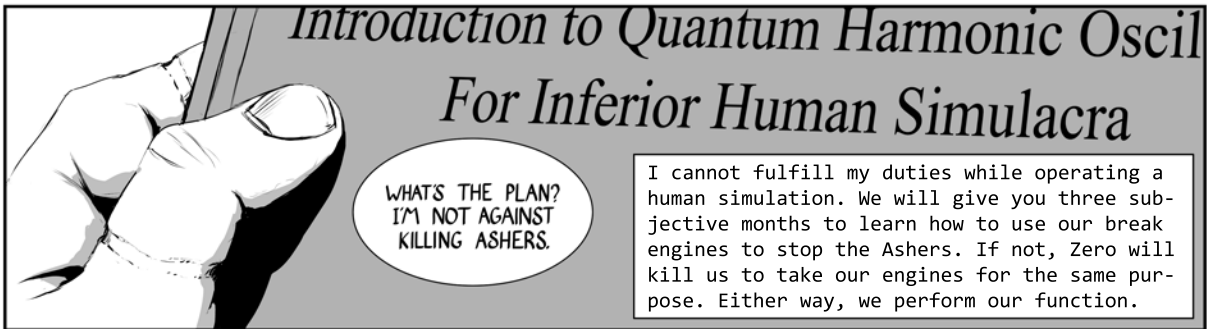 Introduction to Quantum Harmonic Oscil
For Inferior Human Simulacra
WHAT'S THE PLAN?
I'M NOT AGAINST
KILLING ASHERS.
I cannot fulfill my duties while operating a
human simulation. We will give you three sub-
jective months to learn how to use our break
engines to stop the Ashers. If not, Zero will
kill us to take our engines for the same pur-
pose. Either way, we perform our function.